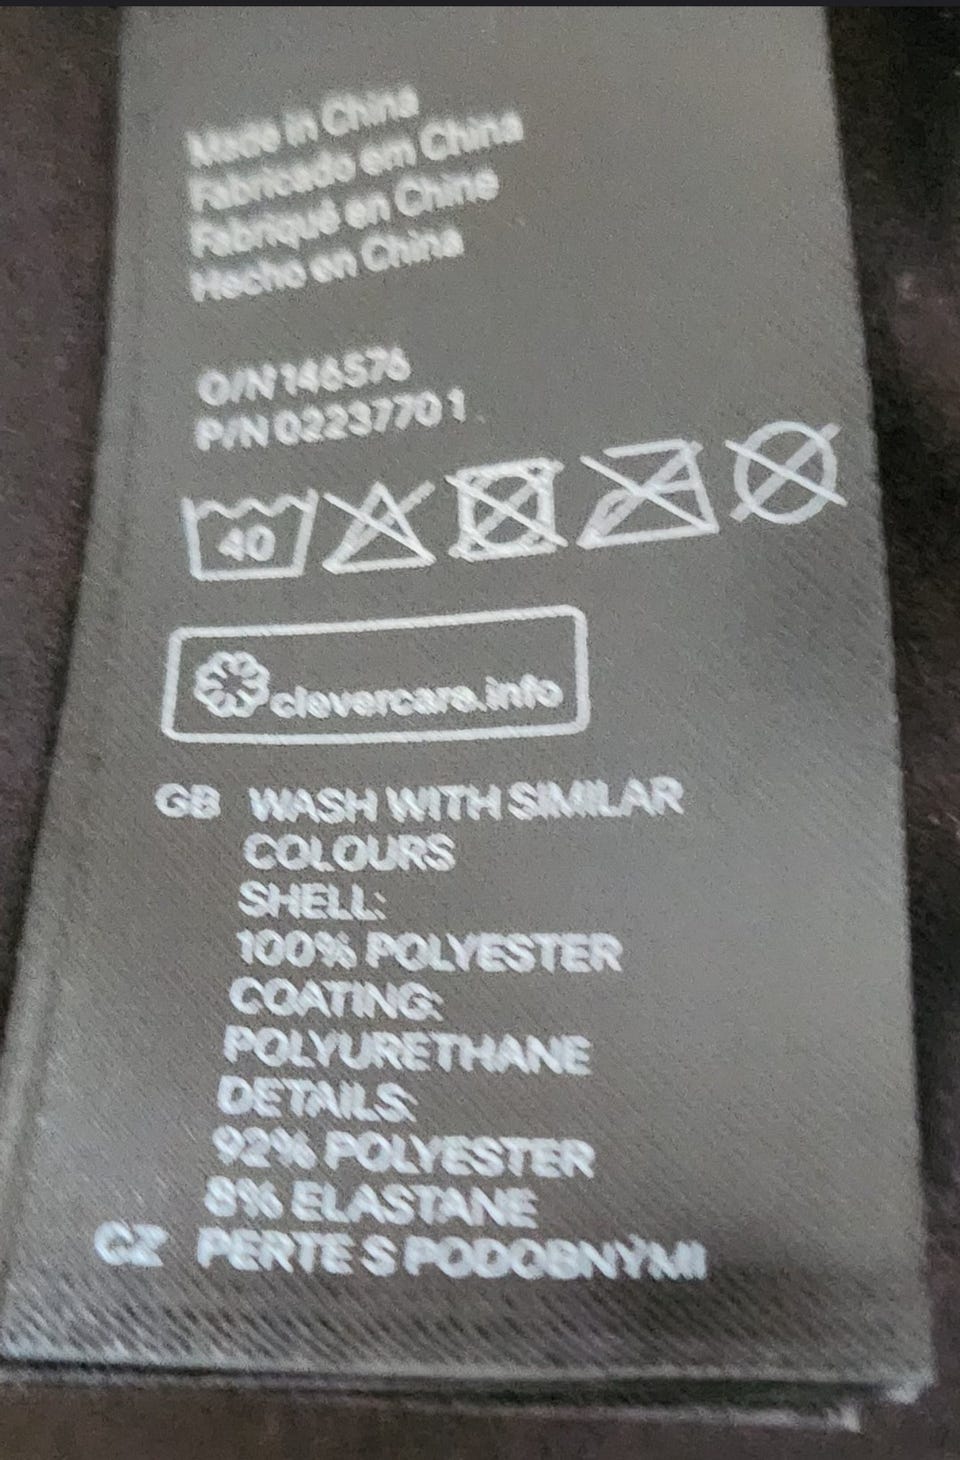 Made in China
Fabricado em China
Fabriqué en Chine
Hecho en China
O/N 146576
P/N 02237701
40
clevercare.info
GB WASH WITH SIMILAR
COLOURS
SHELL:
100% POLYESTER
COATING:
POLYURETHANE
DETAILS:
92% POLYESTER
8% ELASTANE
CZ PERTE S PODOBNÝMI